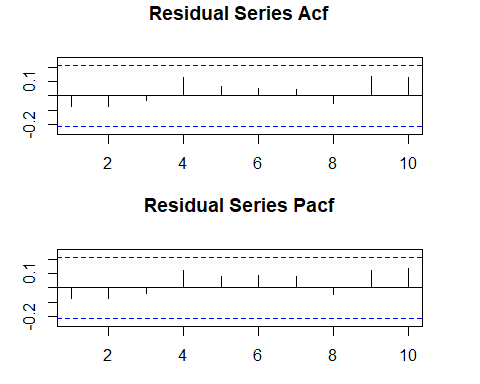 Residual Series Acf
0.1
-0.2
2 4 6 8 10
Residual Series Pacf
0.1
-0.2
2 4 6 8 10